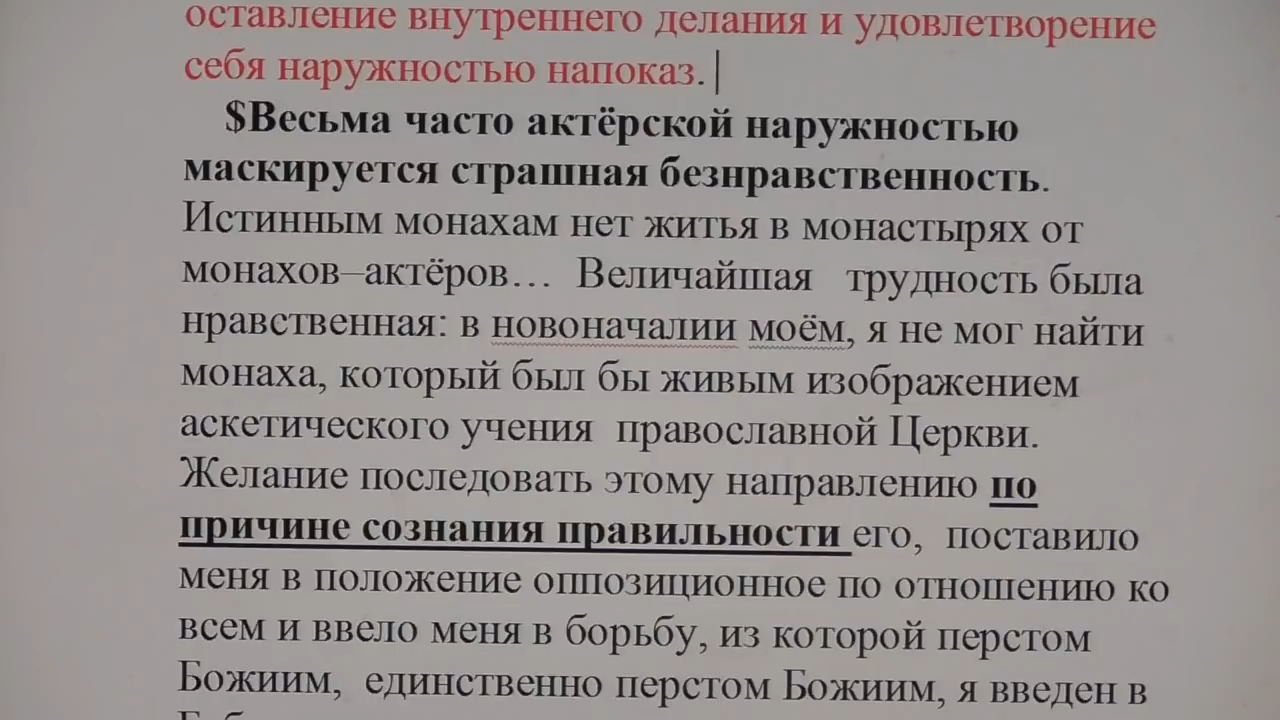 оставление внутреннего делания и удовлетворение
себя наружностью напоказ.
$Весьма часто актёрской наружностью
маскируется страшная безнравственность.
Истинным монахам нет житья в монастырях от
монахов–актёров… Величайшая трудность была
нравственная: в новоначалии моём, я не мог найти
монаха, который был бы живым изображением
аскетического учения православной Церкви.
Желание последовать этому направлению по
причине сознания правильности его, поставило
меня в положение оппозиционное по отношению ко
всем и ввело меня в борьбу, из которой перстом
Божиим, единственно перстом Божиим, я введен в